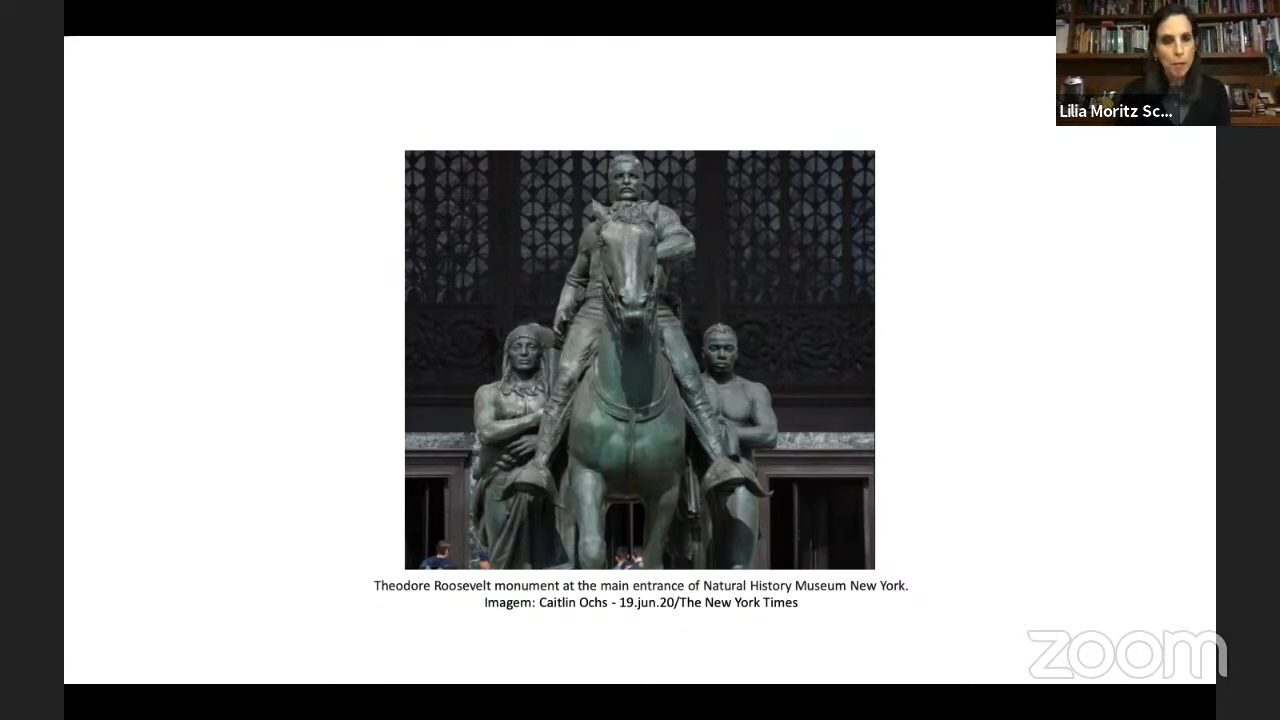 Lilia Moritz Sc...
Theodore Roosevelt monument at the main entrance of Natural History Museum New York.
Imagem: Caitlin Ochs - 19.jun.20/The New York Times
zoom